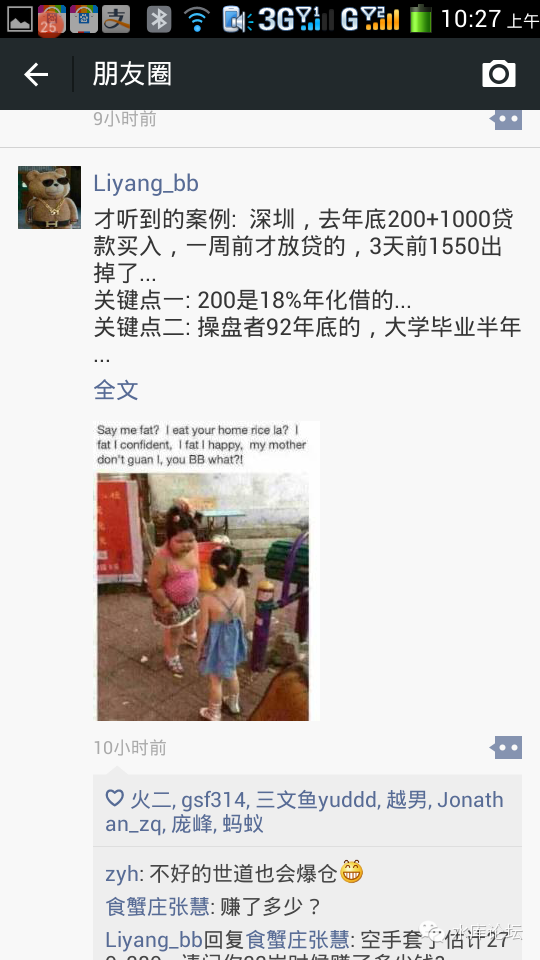 25
支
3G
1
G
2
10:27 上午
朋友圈
9小时前
Liyang_bb
才听到的案例: 深圳，去年底200+1000贷
款买入，一周前才放贷的，3天前1550出
掉了...
关键点一: 200是18%年化借的...
关键点二: 操盘者92年底的，大学毕业半年
...
全文
Say me fat? I eat your home rice la? I
fat I confident, I fat I happy, my mother
don't guan I, you BB what?!
10小时前
火二, gsf314, 三文鱼yuddd, 越男, Jonath
an_zq, 庞峰, 蚂蚁
zyh: 不好的世道也会爆仓😁
食蟹庄张慧: 赚了多少？
Liyang_bb回复食蟹庄张慧: 空手套了估计27
水库论坛